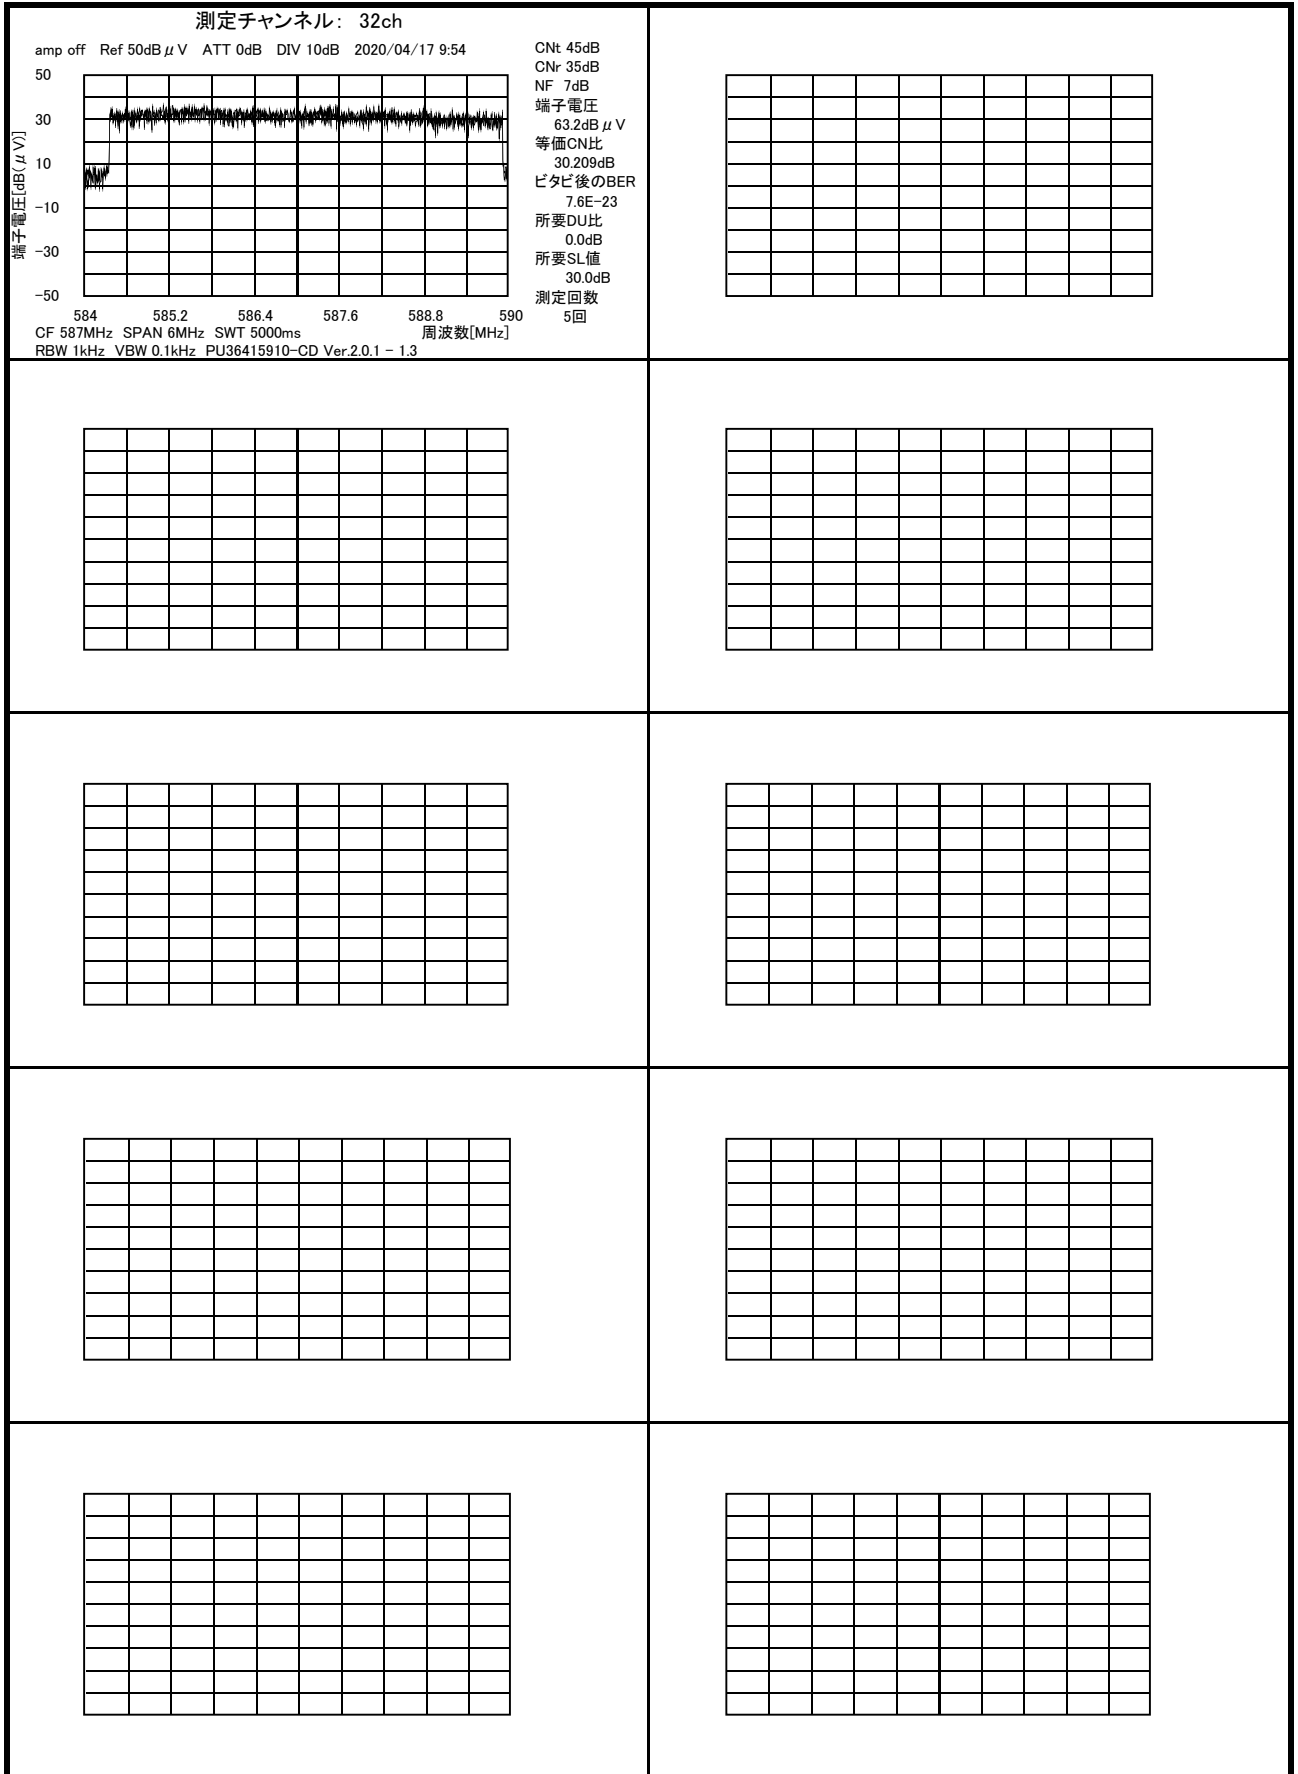 測定チャンネル: 32ch
amp off Ref 50dBμV ATT 0dB DIV 10dB 2020/04/17 9:54
50
30
10
-10
-30
-50
端子電圧[dB(μV)]
584 585.2 586.4 587.6 588.8 590
CF 587MHz SPAN 6MHz SWT 5000ms 周波数[MHz]
RBW 1kHz VBW 0.1kHz PU36415910-CD Ver.2.0.1 - 1.3
CNt 45dB
CNr 35dB
NF 7dB
端子電圧
63.2dBμV
等価CN比
30.209dB
ビタビ後のBER
7.6E-23
所要DU比
0.0dB
所要SL値
30.0dB
測定回数
5回